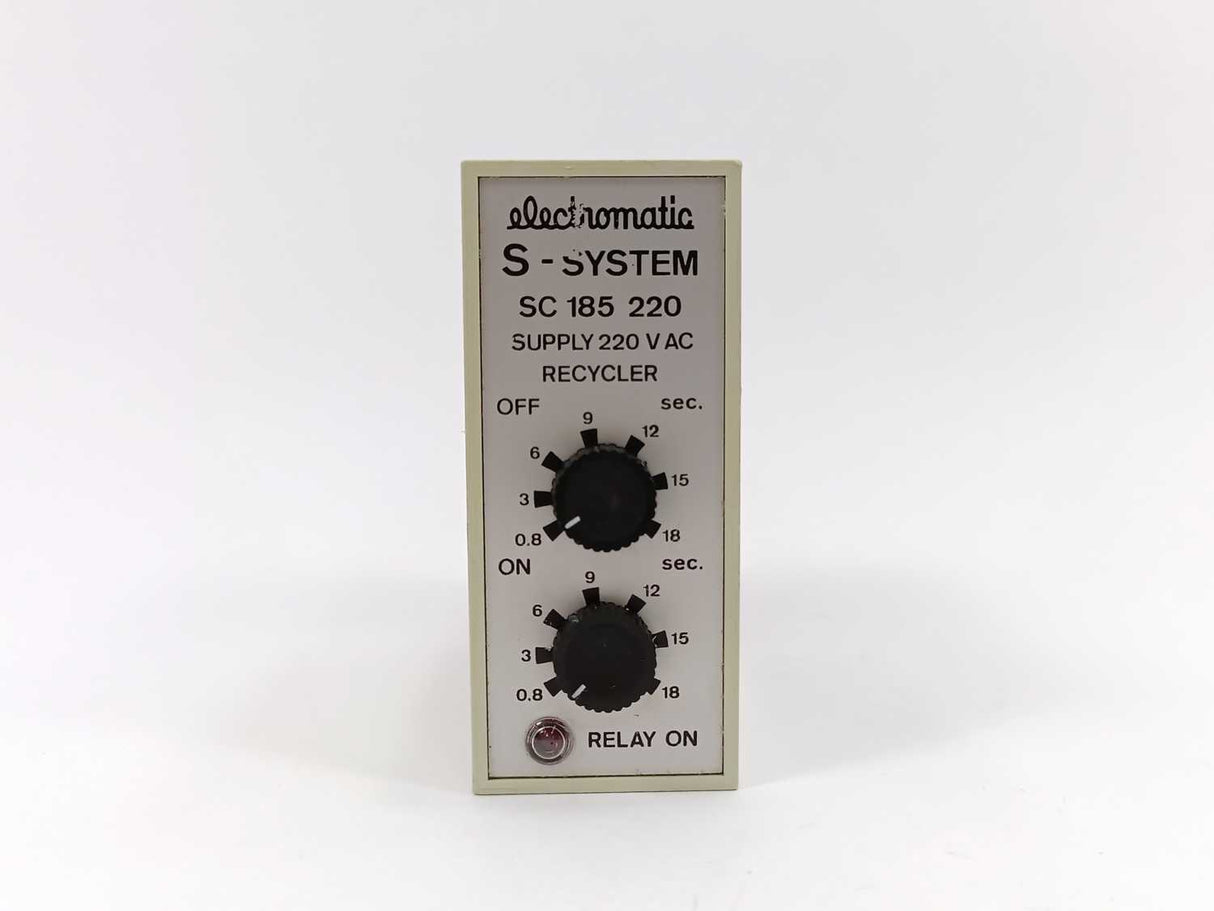 electromatic
S - SYSTEM
SC 185 220
SUPPLY 220 V AC
RECYCLER
OFF sec.
0.8 3 6 9 12 15 18
ON sec.
0.8 3 6 9 12 15 18
RELAY ON